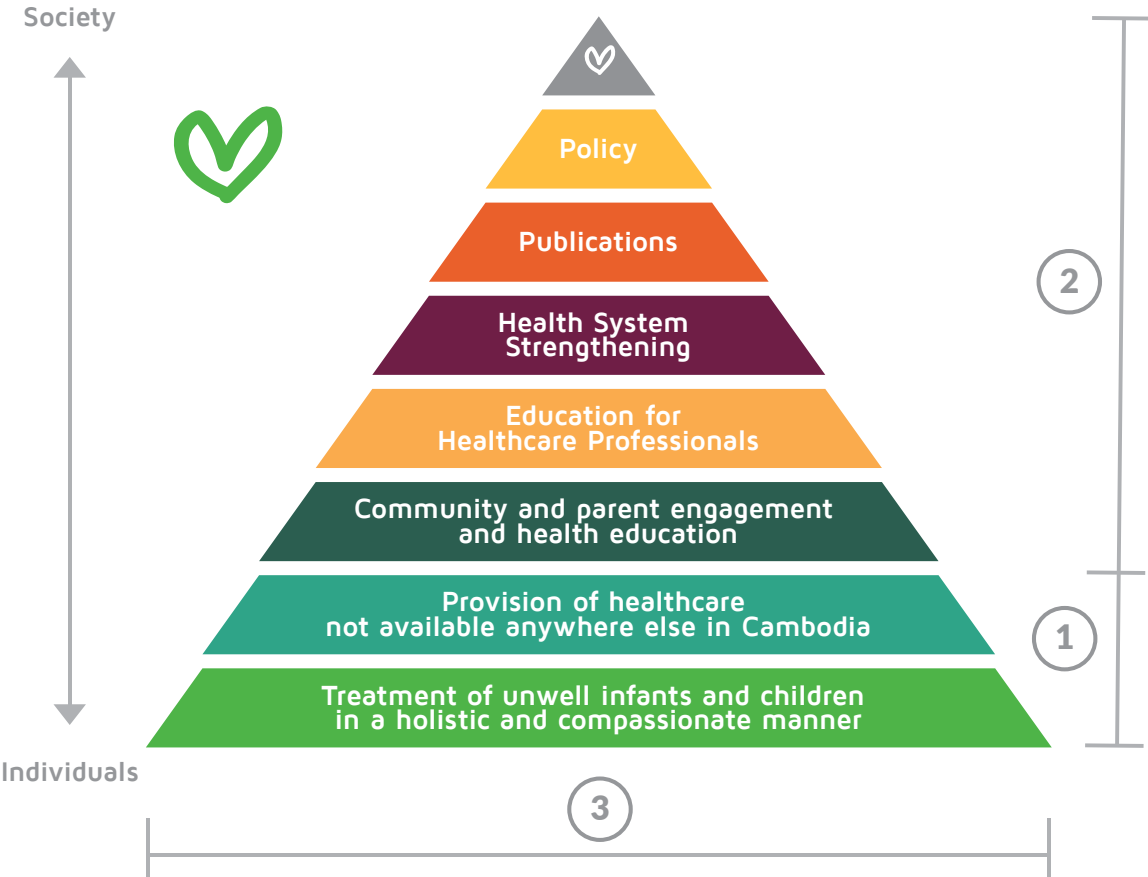 Society
Policy
Publications
2
Health System
Strengthening
Education for
Healthcare Professionals
Community and parent engagement
and health education
Provision of healthcare
not available anywhere else in Cambodia
1
Treatment of unwell infants and children
in a holistic and compassionate manner
Individuals
3